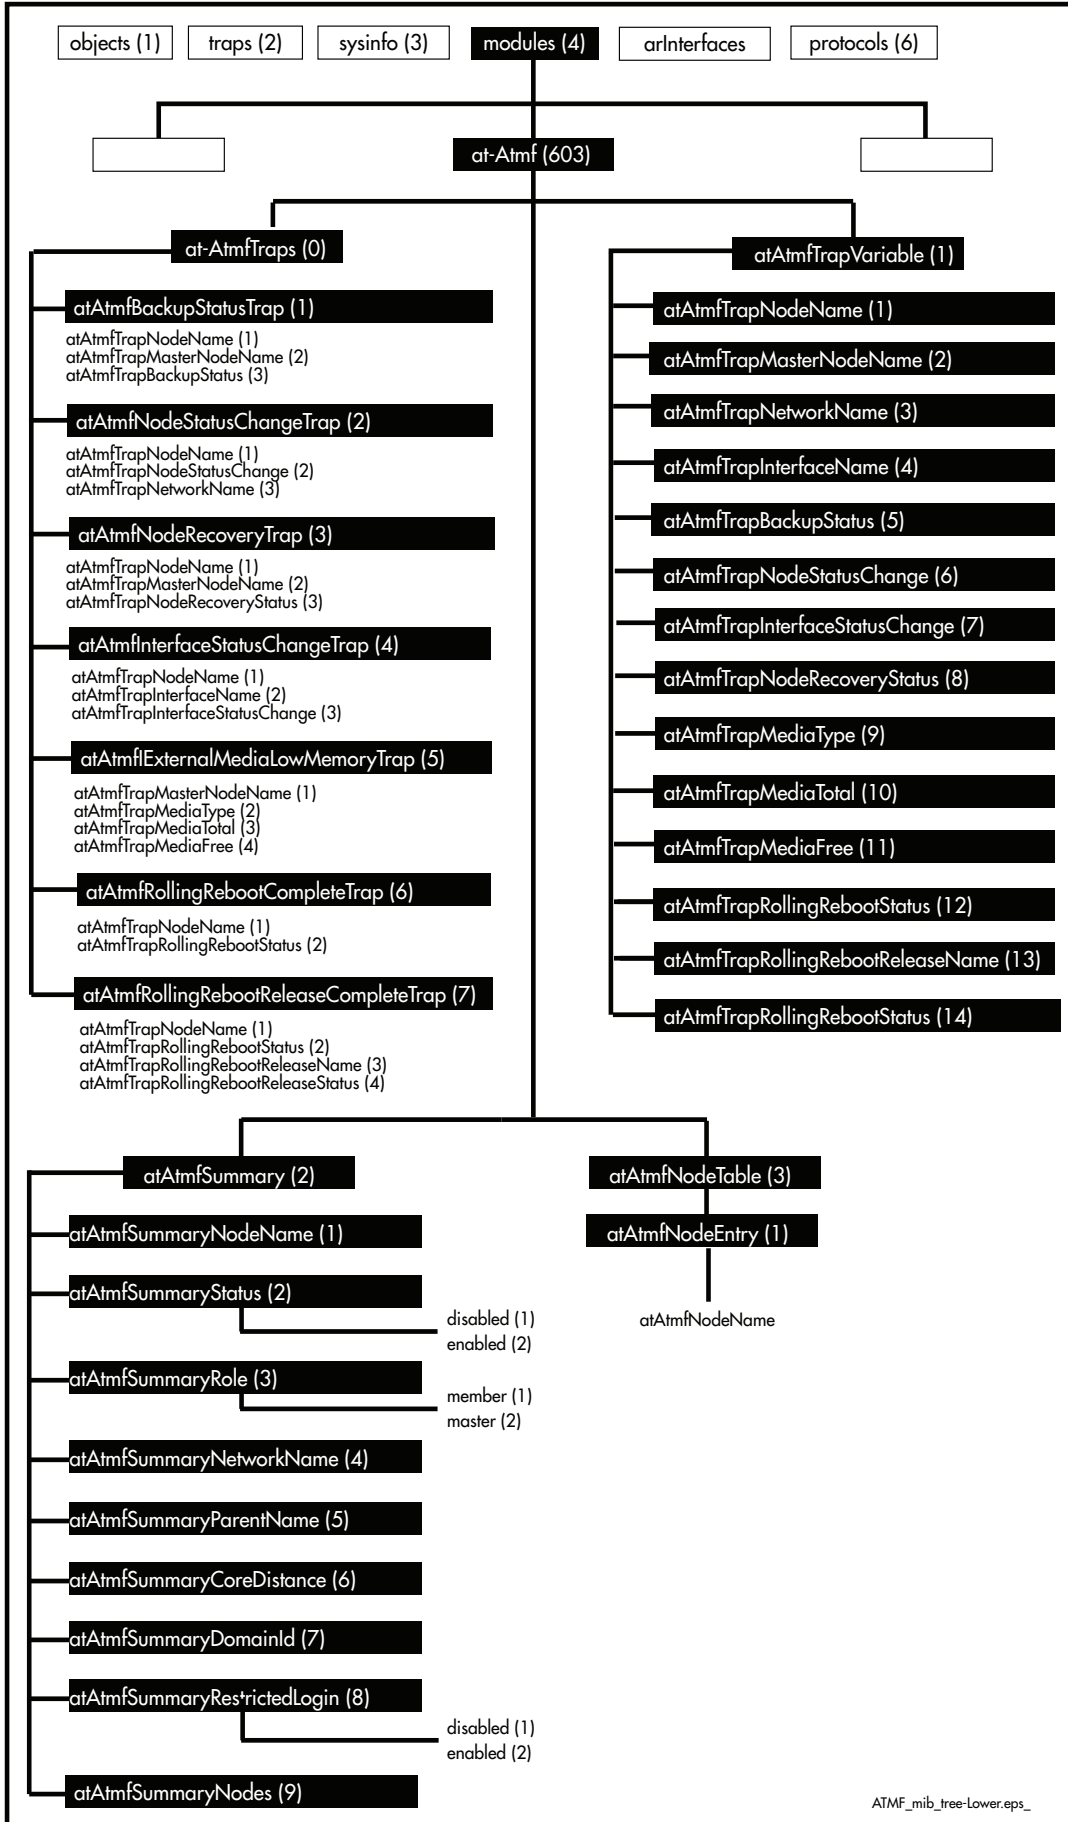 objects (1)
traps (2)
sysinfo (3)
modules (4)
arInterfaces
protocols (6)
at-Atmf (603)
at-AtmfTraps (0)
atAtmfBackupStatusTrap (1)
atAtmfTrapNodeName (1)
atAtmfTrapMasterNodeName (2)
atAtmfTrapBackupStatus (3)
atAtmfNodeStatusChangeTrap (2)
atAtmfTrapNodeName (1)
atAtmfTrapNodeStatusChange (2)
atAtmfTrapNetworkName (3)
atAtmfNodeRecoveryTrap (3)
atAtmfTrapNodeName (1)
atAtmfTrapMasterNodeName (2)
atAtmfTrapNodeRecoveryStatus (3)
atAtmfInterfaceStatusChangeTrap (4)
atAtmfTrapNodeName (1)
atAtmfTrapInterfaceName (2)
atAtmfTrapInterfaceStatusChange (3)
atAtmflExternalMediaLowMemoryTrap (5)
atAtmfTrapMasterNodeName (1)
atAtmfTrapMediaType (2)
atAtmfTrapMediaTotal (3)
atAtmfTrapMediaFree (4)
atAtmfRollingRebootCompleteTrap (6)
atAtmfTrapNodeName (1)
atAtmfTrapRollingRebootStatus (2)
atAtmfRollingRebootReleaseCompleteTrap (7)
atAtmfTrapNodeName (1)
atAtmfTrapRollingRebootStatus (2)
atAtmfTrapRollingRebootReleaseName (3)
atAtmfTrapRollingRebootReleaseStatus (4)
atAtmfTrapVariable (1)
atAtmfTrapNodeName (1)
atAtmfTrapMasterNodeName (2)
atAtmfTrapNetworkName (3)
atAtmfTrapInterfaceName (4)
atAtmfTrapBackupStatus (5)
atAtmfTrapNodeStatusChange (6)
atAtmfTrapInterfaceStatusChange (7)
atAtmfTrapNodeRecoveryStatus (8)
atAtmfTrapMediaType (9)
atAtmfTrapMediaTotal (10)
atAtmfTrapMediaFree (11)
atAtmfTrapRollingRebootStatus (12)
atAtmfTrapRollingRebootReleaseName (13)
atAtmfTrapRollingRebootStatus (14)
atAtmfSummary (2)
atAtmfSummaryNodeName (1)
atAtmfSummaryStatus (2)
disabled (1)
enabled (2)
atAtmfSummaryRole (3)
member (1)
master (2)
atAtmfSummaryNetworkName (4)
atAtmfSummaryParentName (5)
atAtmfSummaryCoreDistance (6)
atAtmfSummaryDomainId (7)
atAtmfSummaryRestrictedLogin (8)
disabled (1)
enabled (2)
atAtmfSummaryNodes (9)
atAtmfNodeTable (3)
atAtmfNodeEntry (1)
atAtmfNodeName
ATMF_mib_tree-Lower.eps_